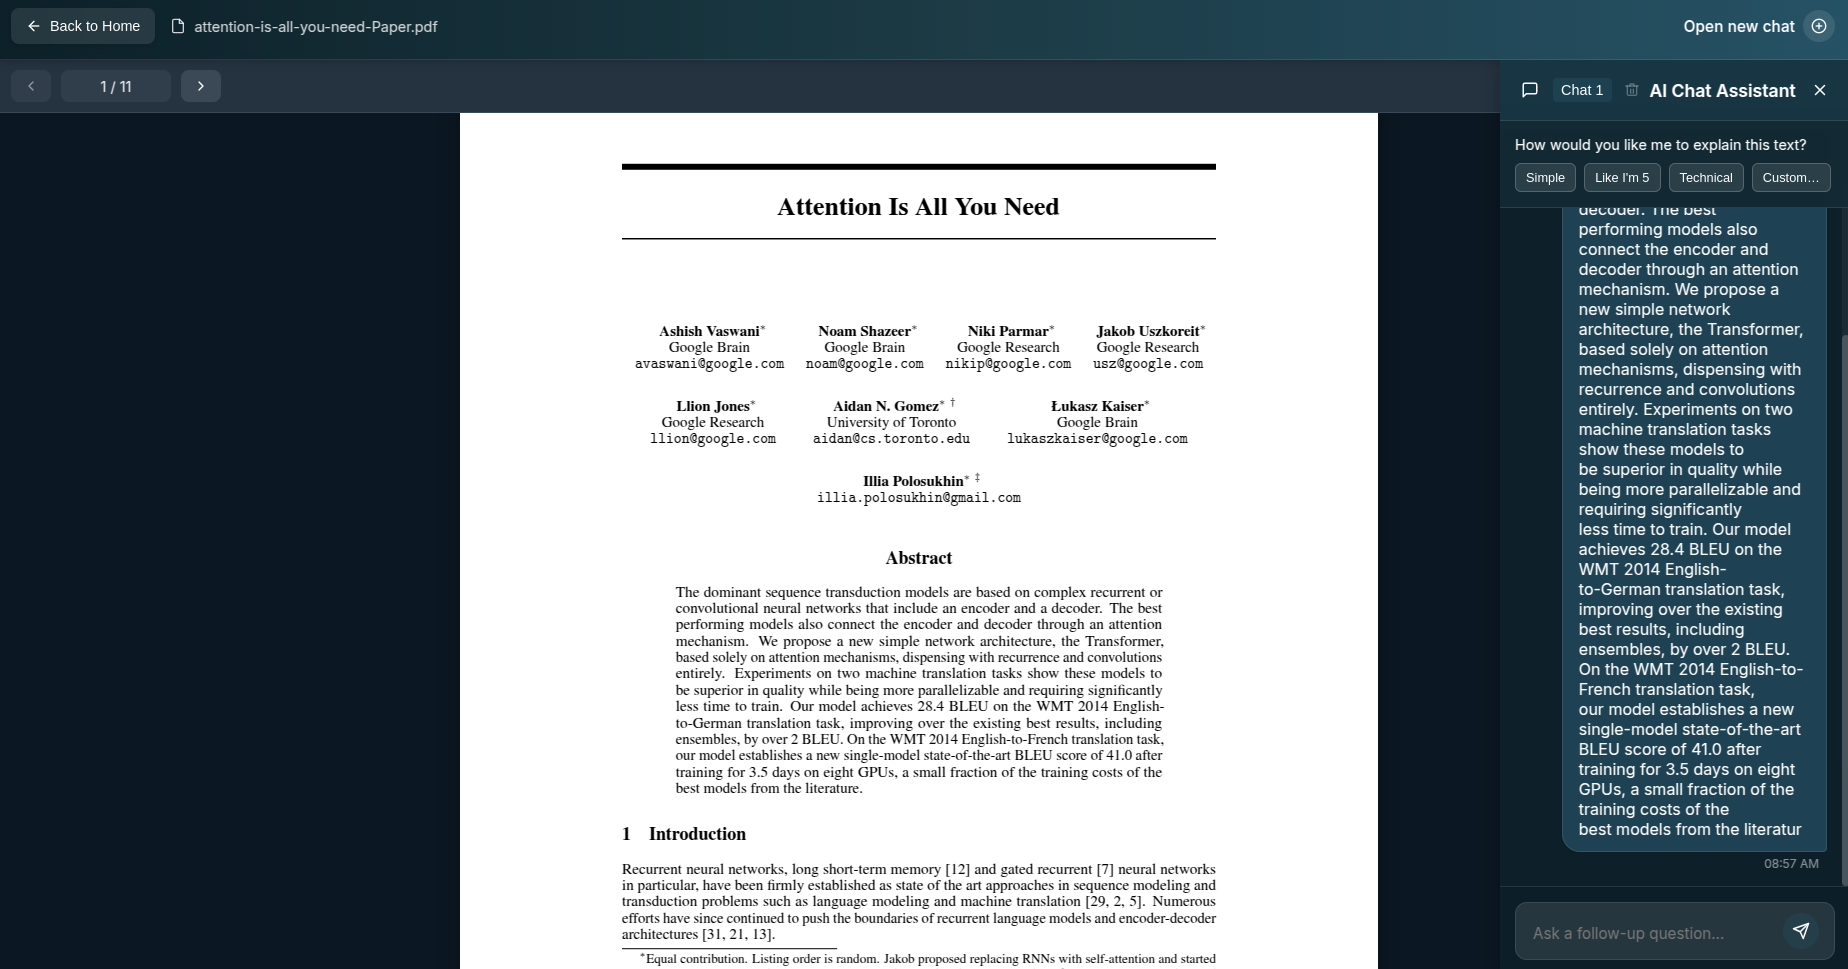 Back to Home
attention-is-all-you-need-Paper.pdf
Open new chat
1 / 11
Attention Is All You Need
Ashish Vaswani* Noam Shazeer* Niki Parmar* Jakob Uszkoreit*
Google Brain Google Brain Google Research Google Research
avaswani@google.com noam@google.com nikip@google.com usz@google.com
Llion Jones* Aidan N. Gomez* † Łukasz Kaiser*
Google Research University of Toronto Google Brain
llion@google.com aidan@cs.toronto.edu lukaszkaiser@google.com
Illia Polosukhin* ‡
illia.polosukhin@gmail.com
Abstract
The dominant sequence transduction models are based on complex recurrent or
convolutional neural networks that include an encoder and a decoder. The best
performing models also connect the encoder and decoder through an attention
mechanism. We propose a new simple network architecture, the Transformer,
based solely on attention mechanisms, dispensing with recurrence and convolutions
entirely. Experiments on two machine translation tasks show these models to
be superior in quality while being more parallelizable and requiring significantly
less time to train. Our model achieves 28.4 BLEU on the WMT 2014 English-
to-German translation task, improving over the existing best results, including
ensembles, by over 2 BLEU. On the WMT 2014 English-to-French translation task,
our model establishes a new single-model state-of-the-art BLEU score of 41.0 after
training for 3.5 days on eight GPUs, a small fraction of the training costs of the
best models from the literature.
1 Introduction
Recurrent neural networks, long short-term memory [12] and gated recurrent [7] neural networks
in particular, have been firmly established as state of the art approaches in sequence modeling and
transduction problems such as language modeling and machine translation [29, 2, 5]. Numerous
efforts have since continued to push the boundaries of recurrent language models and encoder-decoder
architectures [31, 21, 13].
*Equal contribution. Listing order is random. Jakob proposed replacing RNNs with self-attention and started
Chat 1
AI Chat Assistant
How would you like me to explain this text?
Simple
Like I'm 5
Technical
Custom...
decoder. The best
performing models also
connect the encoder and
decoder through an attention
mechanism. We propose a
new simple network
architecture, the Transformer,
based solely on attention
mechanisms, dispensing with
recurrence and convolutions
entirely. Experiments on two
machine translation tasks
show these models to
be superior in quality while
being more parallelizable and
requiring significantly
less time to train. Our model
achieves 28.4 BLEU on the
WMT 2014 English-
to-German translation task,
improving over the existing
best results, including
ensembles, by over 2 BLEU.
On the WMT 2014 English-to-
French translation task,
our model establishes a new
single-model state-of-the-art
BLEU score of 41.0 after
training for 3.5 days on eight
GPUs, a small fraction of the
training costs of the
best models from the literatur
08:57 AM
Ask a follow-up question...